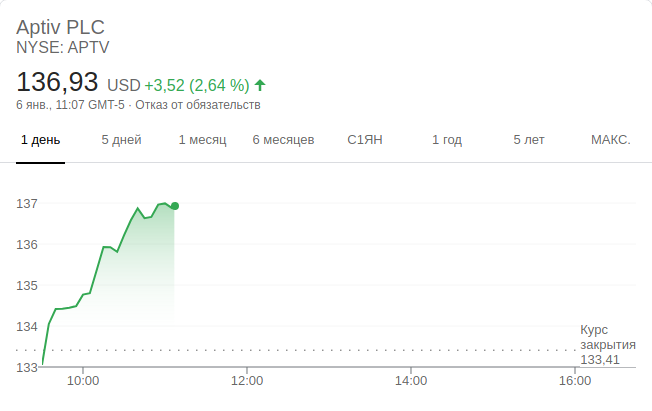 Aptiv PLC
NYSE: APTV
136,93 USD +3,52 (2,64 %)
6 янв., 11:07 GMT-5 · Отказ от обязательств
1 день 5 дней 1 месяц 6 месяцев С1ЯН 1 год 5 лет МАКС.
137
136
135
134
Курс
закрытия
133,41
133
10:00 12:00 14:00 16:00